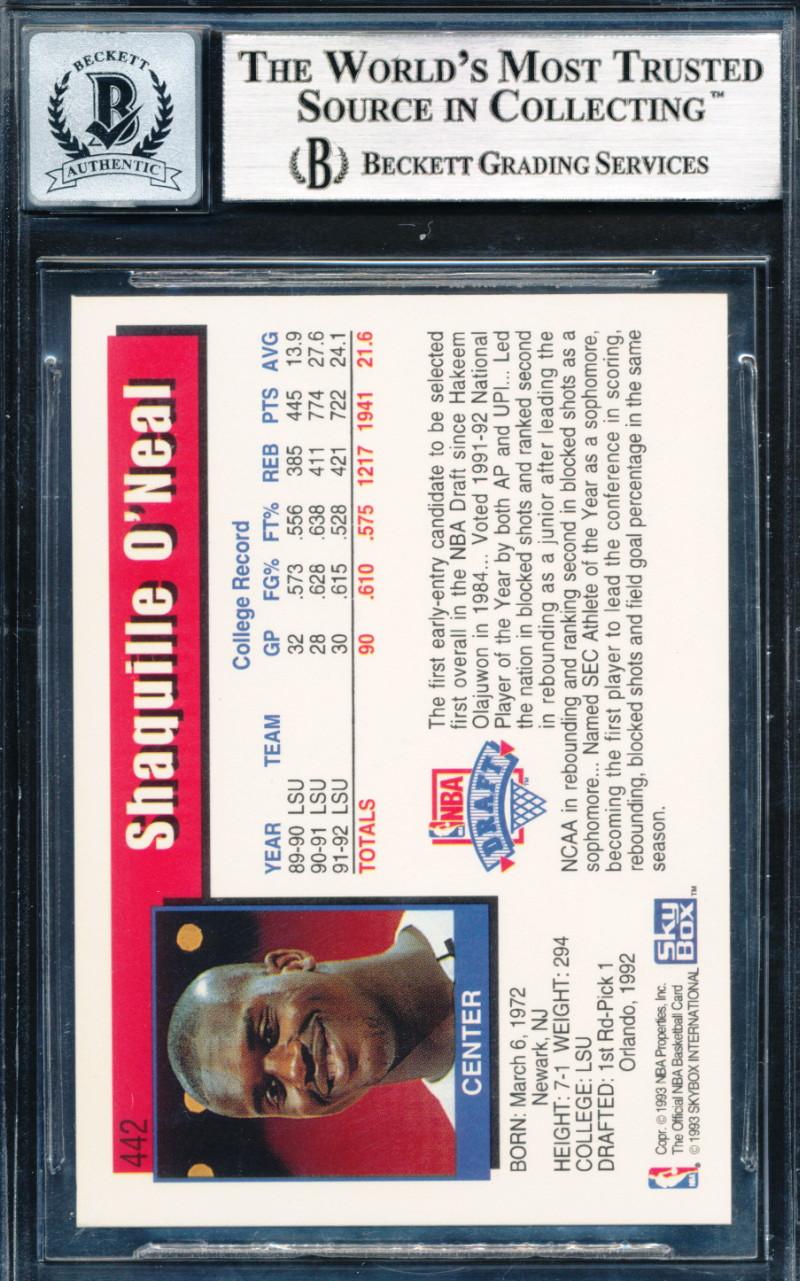 BECKETT
B
AUTHENTIC
THE WORLD'S MOST TRUSTED
SOURCE IN COLLECTING™
B BECKETT GRADING SERVICES
442
Shaquille O'Neal
CENTER
College Record
YEAR TEAM GP FG% FT% REB PTS AVG
89-90 LSU 32 .573 .556 385 445 13.9
90-91 LSU 28 .628 .638 411 774 27.6
91-92 LSU 30 .615 .528 421 722 24.1
TOTALS 90 .610 .575 1217 1941 21.6
NBA
DRAFT
™
The first early-entry candidate to be selected
first overall in the NBA Draft since Hakeem
Olajuwon in 1984... Voted 1991-92 National
Player of the Year by both AP and UPI... Led
the nation in blocked shots and ranked second
in rebounding as a junior after leading the
NCAA in rebounding and ranking second in blocked shots as a
sophomore... Named SEC Athlete of the Year as a sophomore,
becoming the first player to lead the conference in scoring,
rebounding, blocked shots and field goal percentage in the same
season.
BORN: March 6, 1972
Newark, NJ
HEIGHT: 7-1 WEIGHT: 294
COLLEGE: LSU
DRAFTED: 1st Rd-Pick 1
Orlando, 1992
NBA ®
Copr. © 1993 NBA Properties, Inc.
The Official NBA Basketball Card
© 1993 SKYBOX INTERNATIONAL
Sky
Box ™